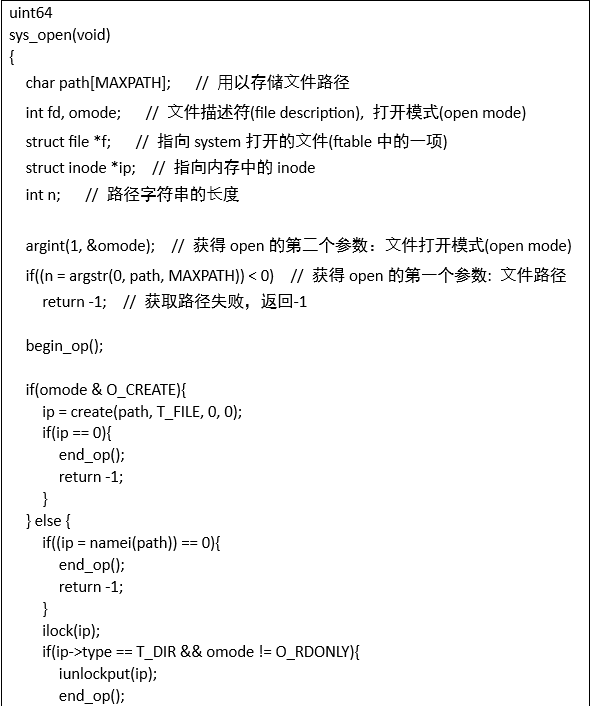 uint64
sys_open(void)
{
char path[MAXPATH]; // 用以存储文件路径
int fd, omode; // 文件描述符(file description), 打开模式(open mode)
struct file *f; // 指向 system 打开的文件(ftable 中的一项)
struct inode *ip; // 指向内存中的 inode
int n; // 路径字符串的长度
argint(1, &omode); // 获得 open 的第二个参数：文件打开模式(open mode)
if((n = argstr(0, path, MAXPATH)) < 0) // 获得 open 的第一个参数: 文件路径
return -1; // 获取路径失败，返回-1
begin_op();
if(omode & O_CREATE){
ip = create(path, T_FILE, 0, 0);
if(ip == 0){
end_op();
return -1;
}
} else {
if((ip = namei(path)) == 0){
end_op();
return -1;
}
ilock(ip);
if(ip->type == T_DIR && omode != O_RDONLY){
iunlockput(ip);
end_op();